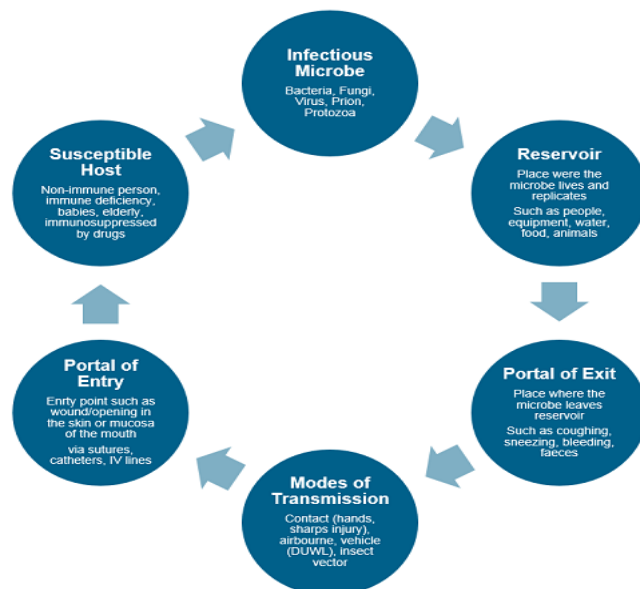 Infectious
Microbe
Bacteria, Fungi,
Virus, Prion,
Protozoa
Reservoir
Place were the
microbe lives and
replicates
Such as people,
equipment, water,
food, animals
Portal of Exit
Place where the
microbe leaves
reservoir
Such as coughing,
sneezing, bleeding,
faeces
Modes of
Transmission
Contact (hands,
sharps injury),
airbourne, vehicle
(DUWL), insect
vector
Portal of
Entry
Enrty point such as
wound/opening in
the skin or mucosa
of the mouth
via sutures,
catheters, IV lines
Susceptible
Host
Non-immune person,
immune deficiency,
babies, elderly,
immunosuppressed
by drugs